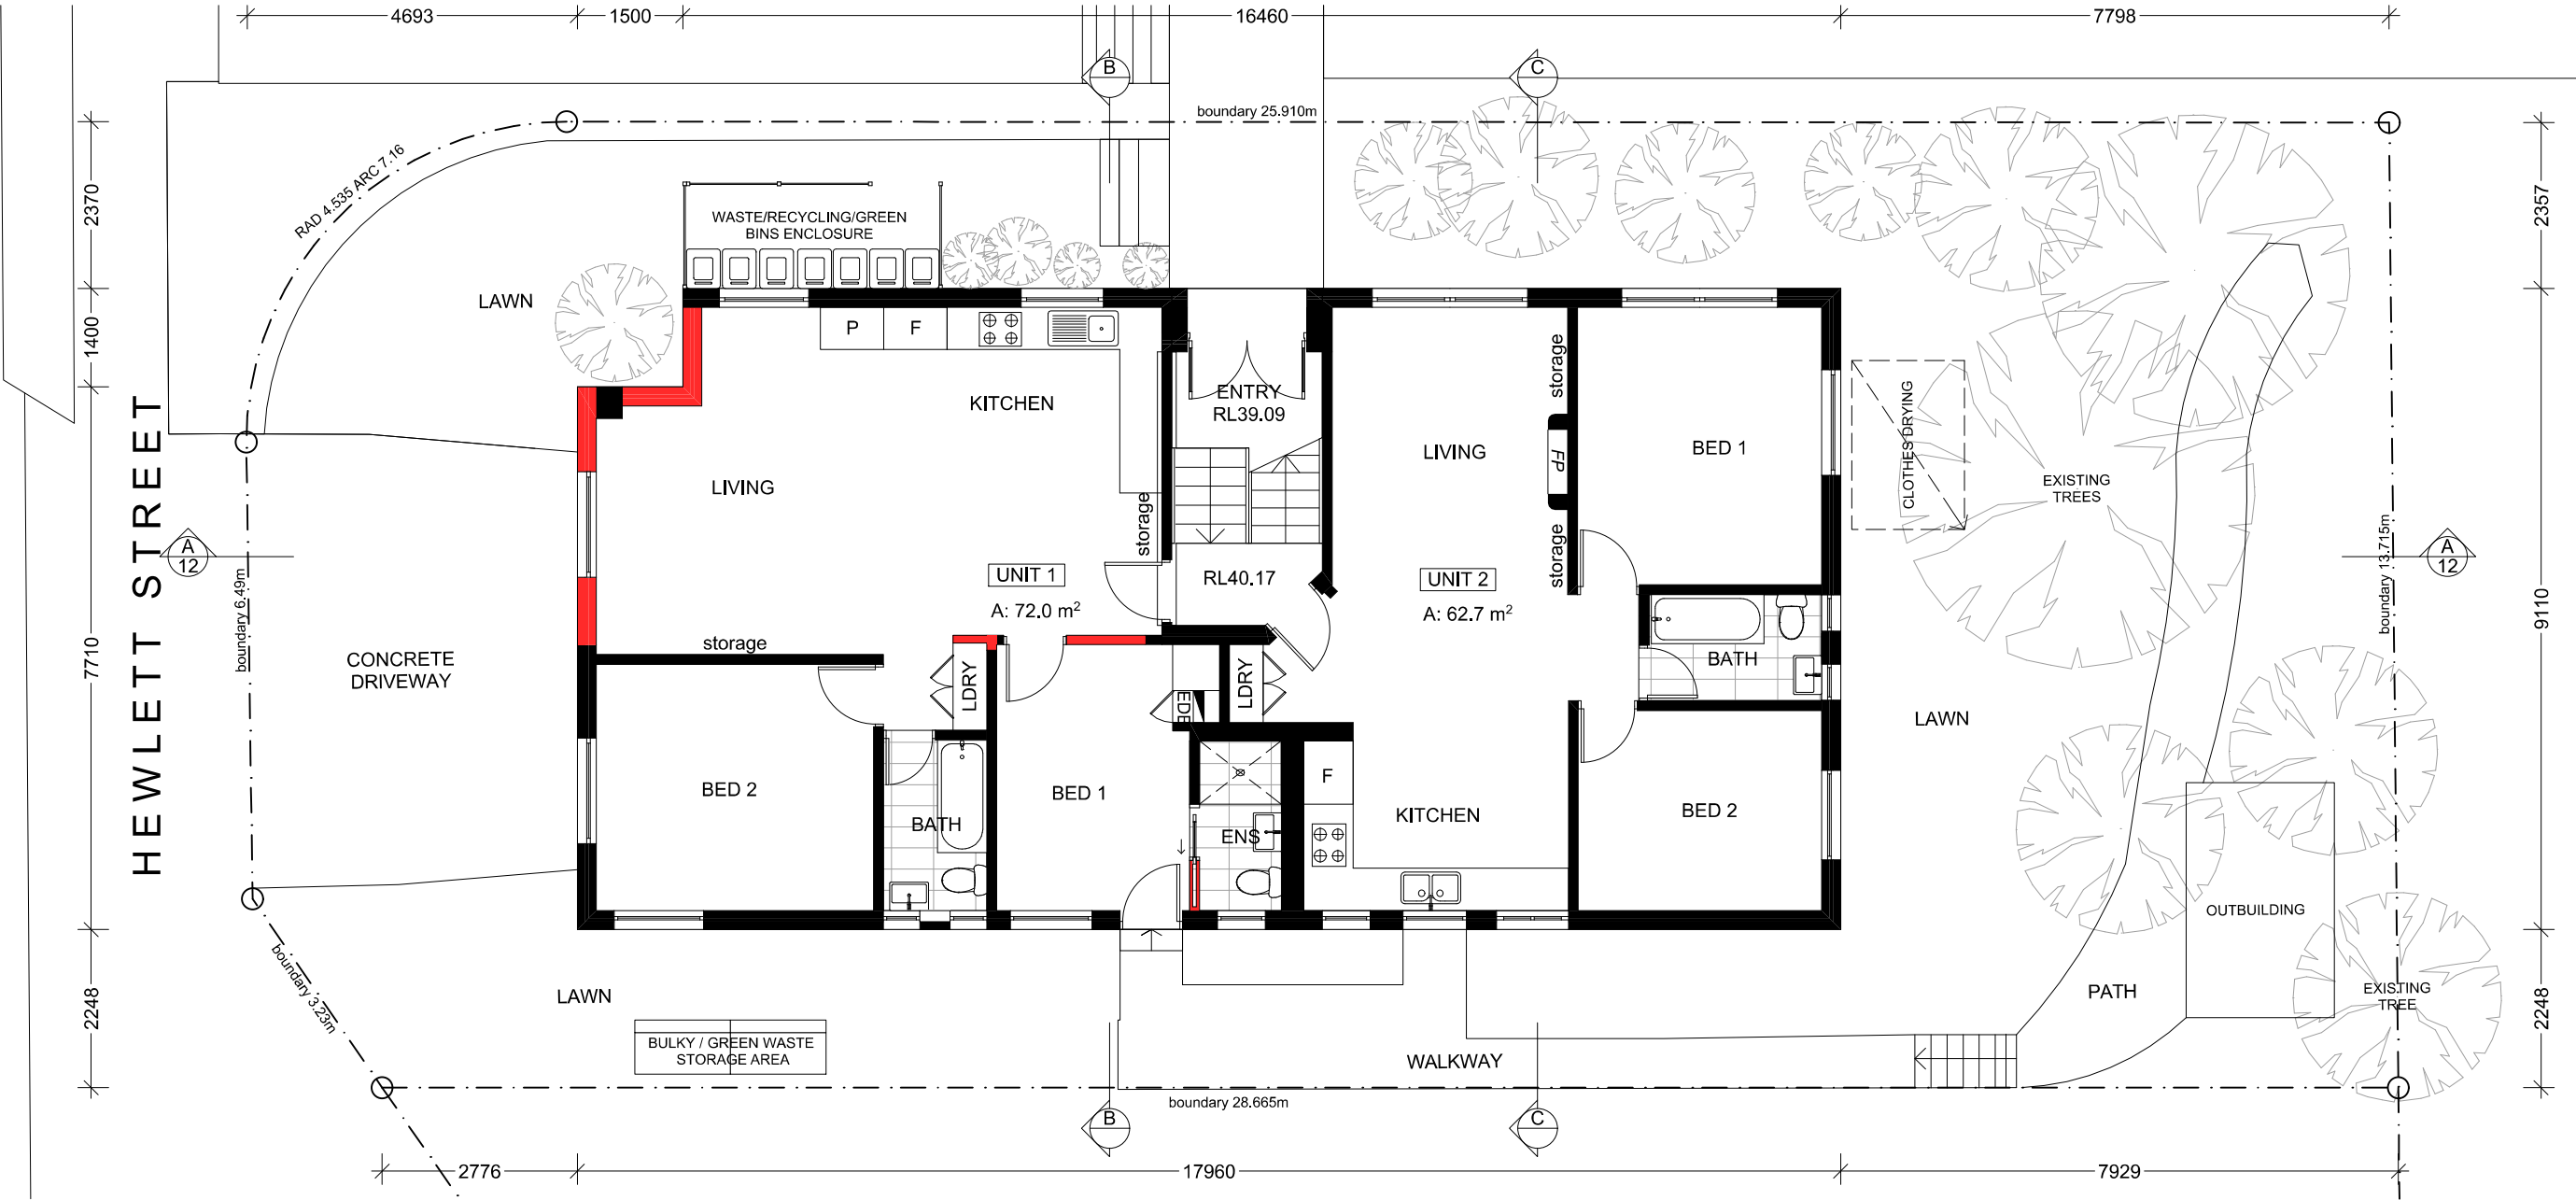 4693
1500
16460
7798
B
C
boundary 25.910m
RAD 4.535 ARC 7.16
2370
1400
7710
2248
2357
9110
2248
WASTE/RECYCLING/GREEN
BINS ENCLOSURE
LAWN
P
F
KITCHEN
LIVING
storage
ENTRY
RL39.09
LIVING
storage
FP
storage
BED 1
CLOTHES DRYING
EXISTING
TREES
HEWLETT STREET
A
12
boundary 6.49m
CONCRETE
DRIVEWAY
UNIT 1
A: 72.0 m²
storage
RL40.17
UNIT 2
A: 62.7 m²
boundary 13.715m
A
12
LDRY
EDB
LDRY
BATH
LAWN
BED 2
BATH
BED 1
ENS
F
KITCHEN
BED 2
OUTBUILDING
boundary 3.23m
LAWN
BULKY / GREEN WASTE
STORAGE AREA
WALKWAY
PATH
EXISTING
TREE
boundary 28.665m
B
C
2776
17960
7929